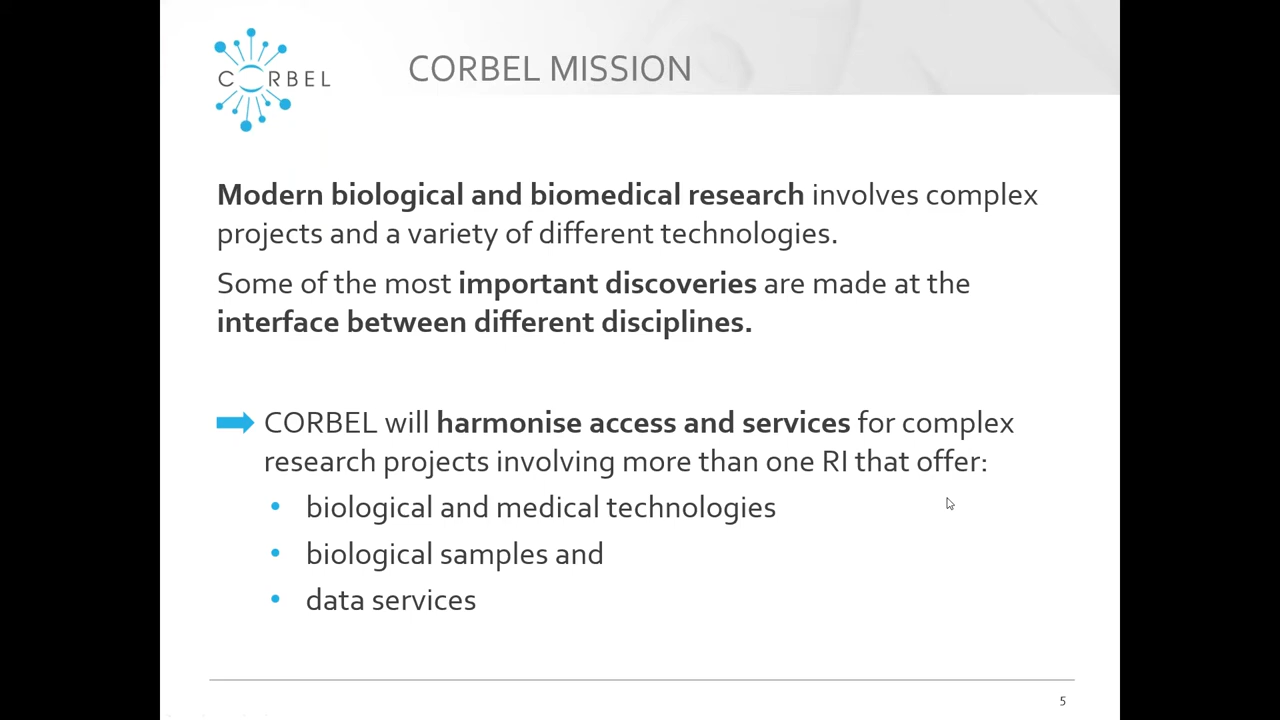 CORBEL
CORBEL MISSION
Modern biological and biomedical research involves complex
projects and a variety of different technologies.
Some of the most important discoveries are made at the
interface between different disciplines.
CORBEL will harmonise access and services for complex
research projects involving more than one RI that offer:
• biological and medical technologies
• biological samples and
• data services
5